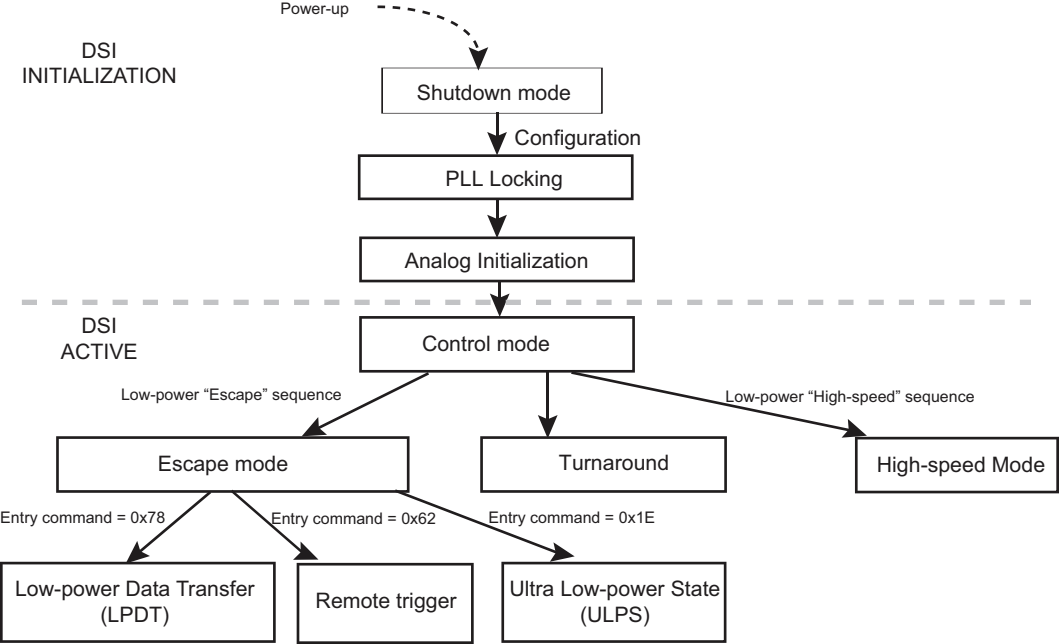 Power-up
DSI
INITIALIZATION
Shutdown mode
Configuration
PLL Locking
Analog Initialization
DSI
ACTIVE
Control mode
Low-power “Escape” sequence
Low-power “High-speed” sequence
Escape mode
Turnaround
High-speed Mode
Entry command = 0x78
Entry command = 0x62
Entry command = 0x1E
Low-power Data Transfer
(LPDT)
Remote trigger
Ultra Low-power State
(ULPS)